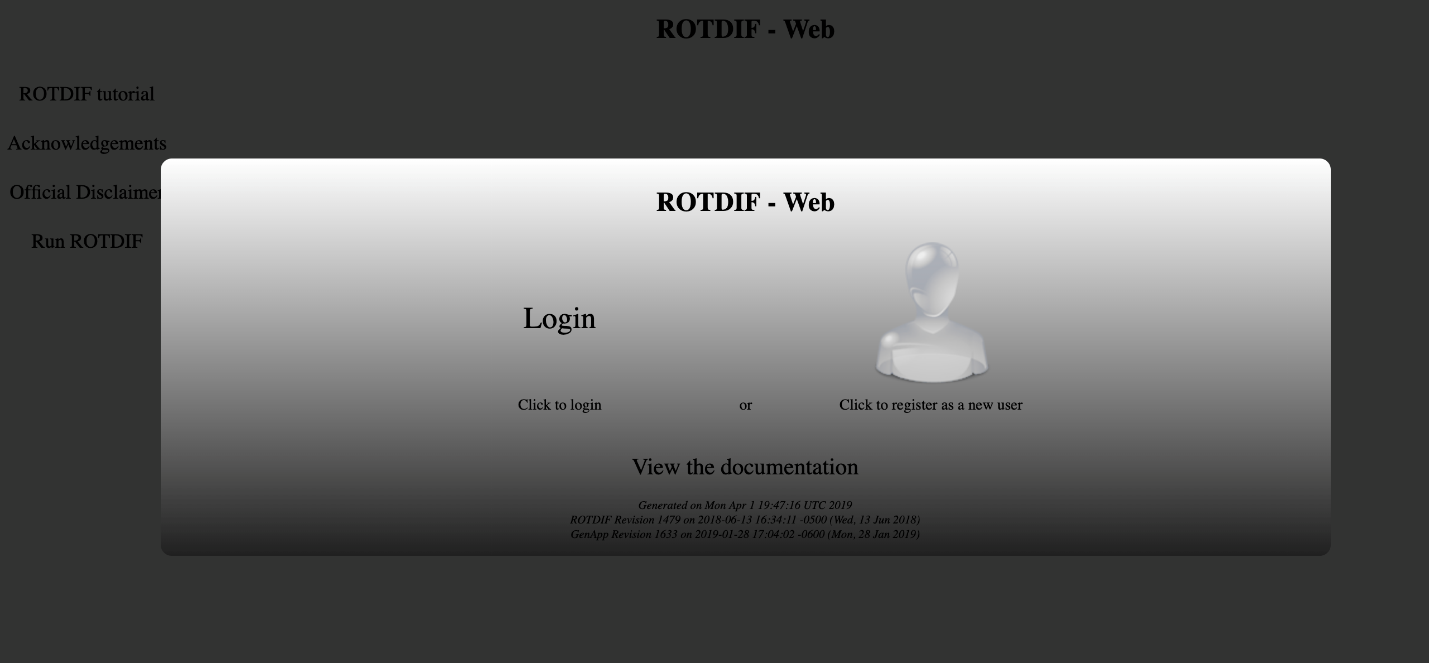 ROTDIF - Web
ROTDIF tutorial
Acknowledgements
Official Disclaimer
Run ROTDIF
ROTDIF - Web
Login
Click to login
or
Click to register as a new user
View the documentation
Generated on Mon Apr 1 19:47:16 UTC 2019
ROTDIF Revision 1479 on 2018-06-13 16:34:11 -0500 (Wed, 13 Jun 2018)
GenApp Revision 1633 on 2019-01-28 17:04:02 -0600 (Mon, 28 Jan 2019)